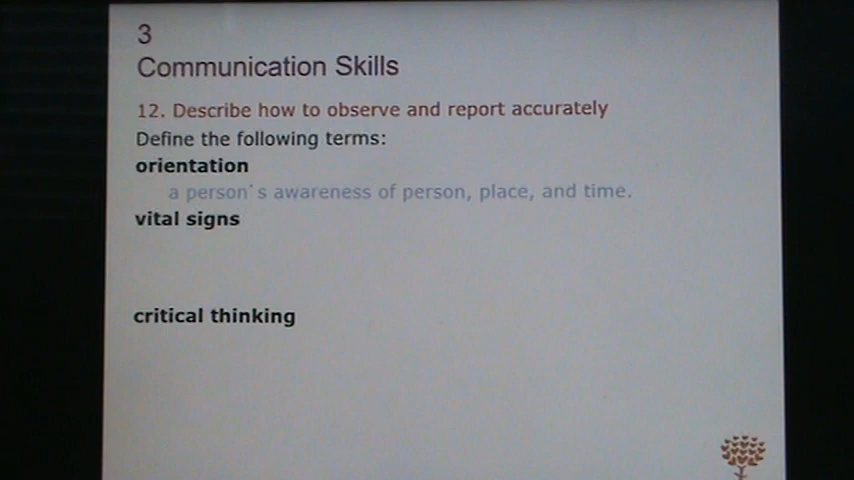 3
Communication Skills
12. Describe how to observe and report accurately
Define the following terms:
orientation
a person's awareness of person, place, and time.
vital signs
critical thinking